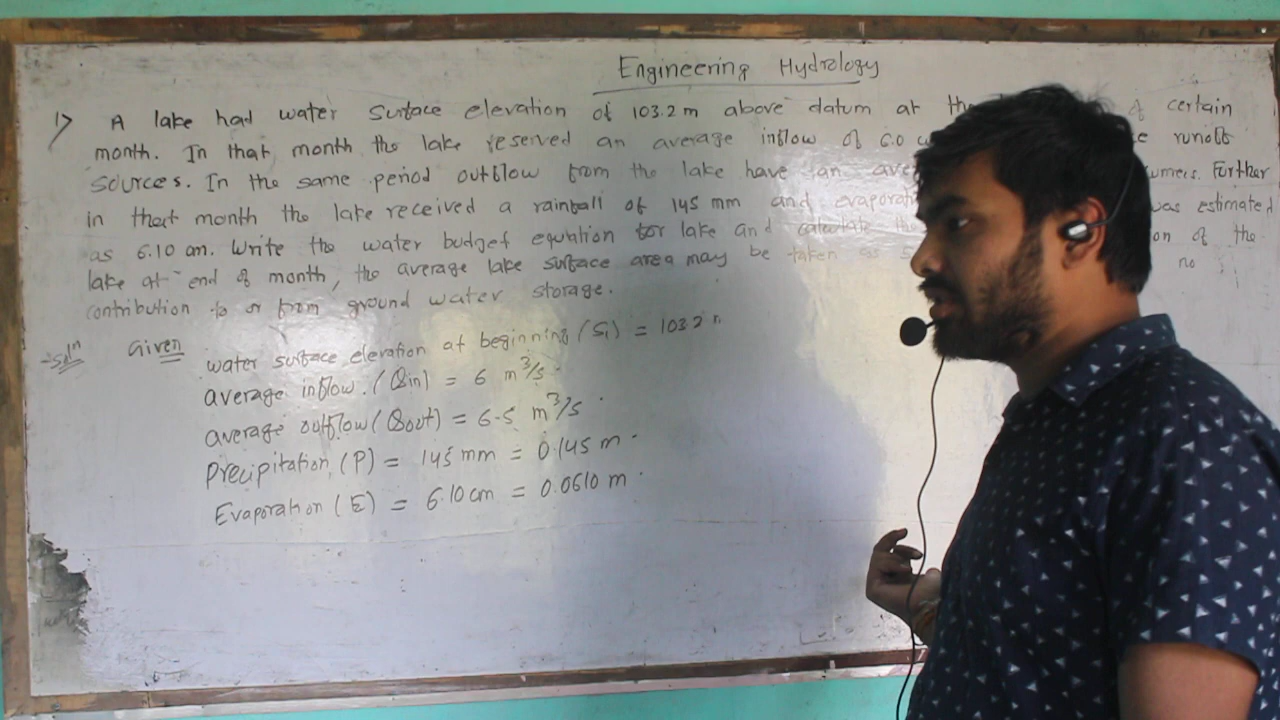 Engineering Hydrology
1) A lake had water surface elevation of 103.2 m above datum at of certain
month. In that month the lake reserved an average inflow of 6.0 runoff
sources. In the same period outflow from the lake have an Further
in that month the lake received a rainfall of 145 mm and was estimated
as 6.10 cm. Write the water budget equation for lake and calculate the of the
lake at end of month, the average lake surface area may be taken as no
contribution to or from ground water storage.
Soln Given
water surface elevation at beginning (S1) = 103.2 m
average inflow (Qin) = 6 m³/s
average outflow (Qout) = 6.5 m³/s
Precipitation (P) = 145 mm = 0.145 m
Evaporation (E) = 6.10 cm = 0.0610 m